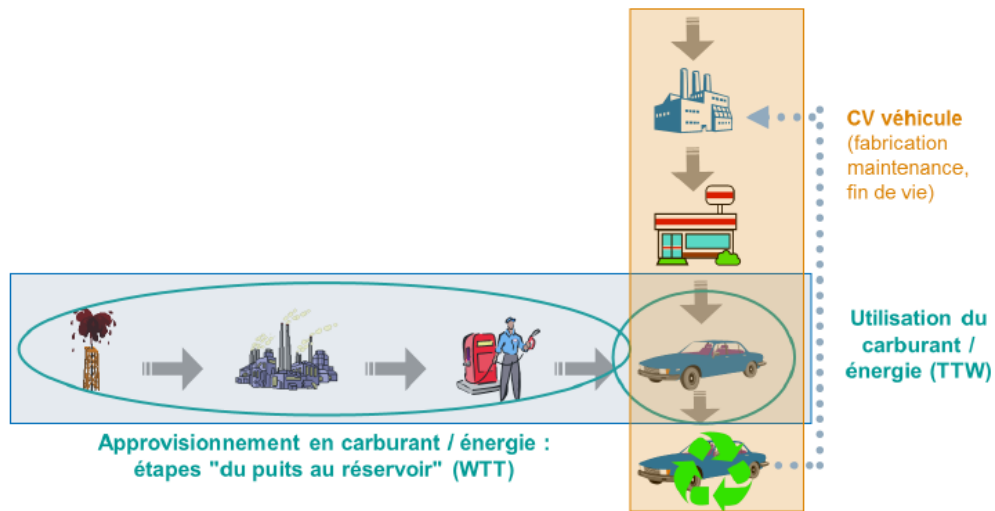 CV véhicule
(fabrication
maintenance,
fin de vie)
Utilisation du
carburant /
énergie (TTW)
Approvisionnement en carburant / énergie :
étapes "du puits au réservoir" (WTT)